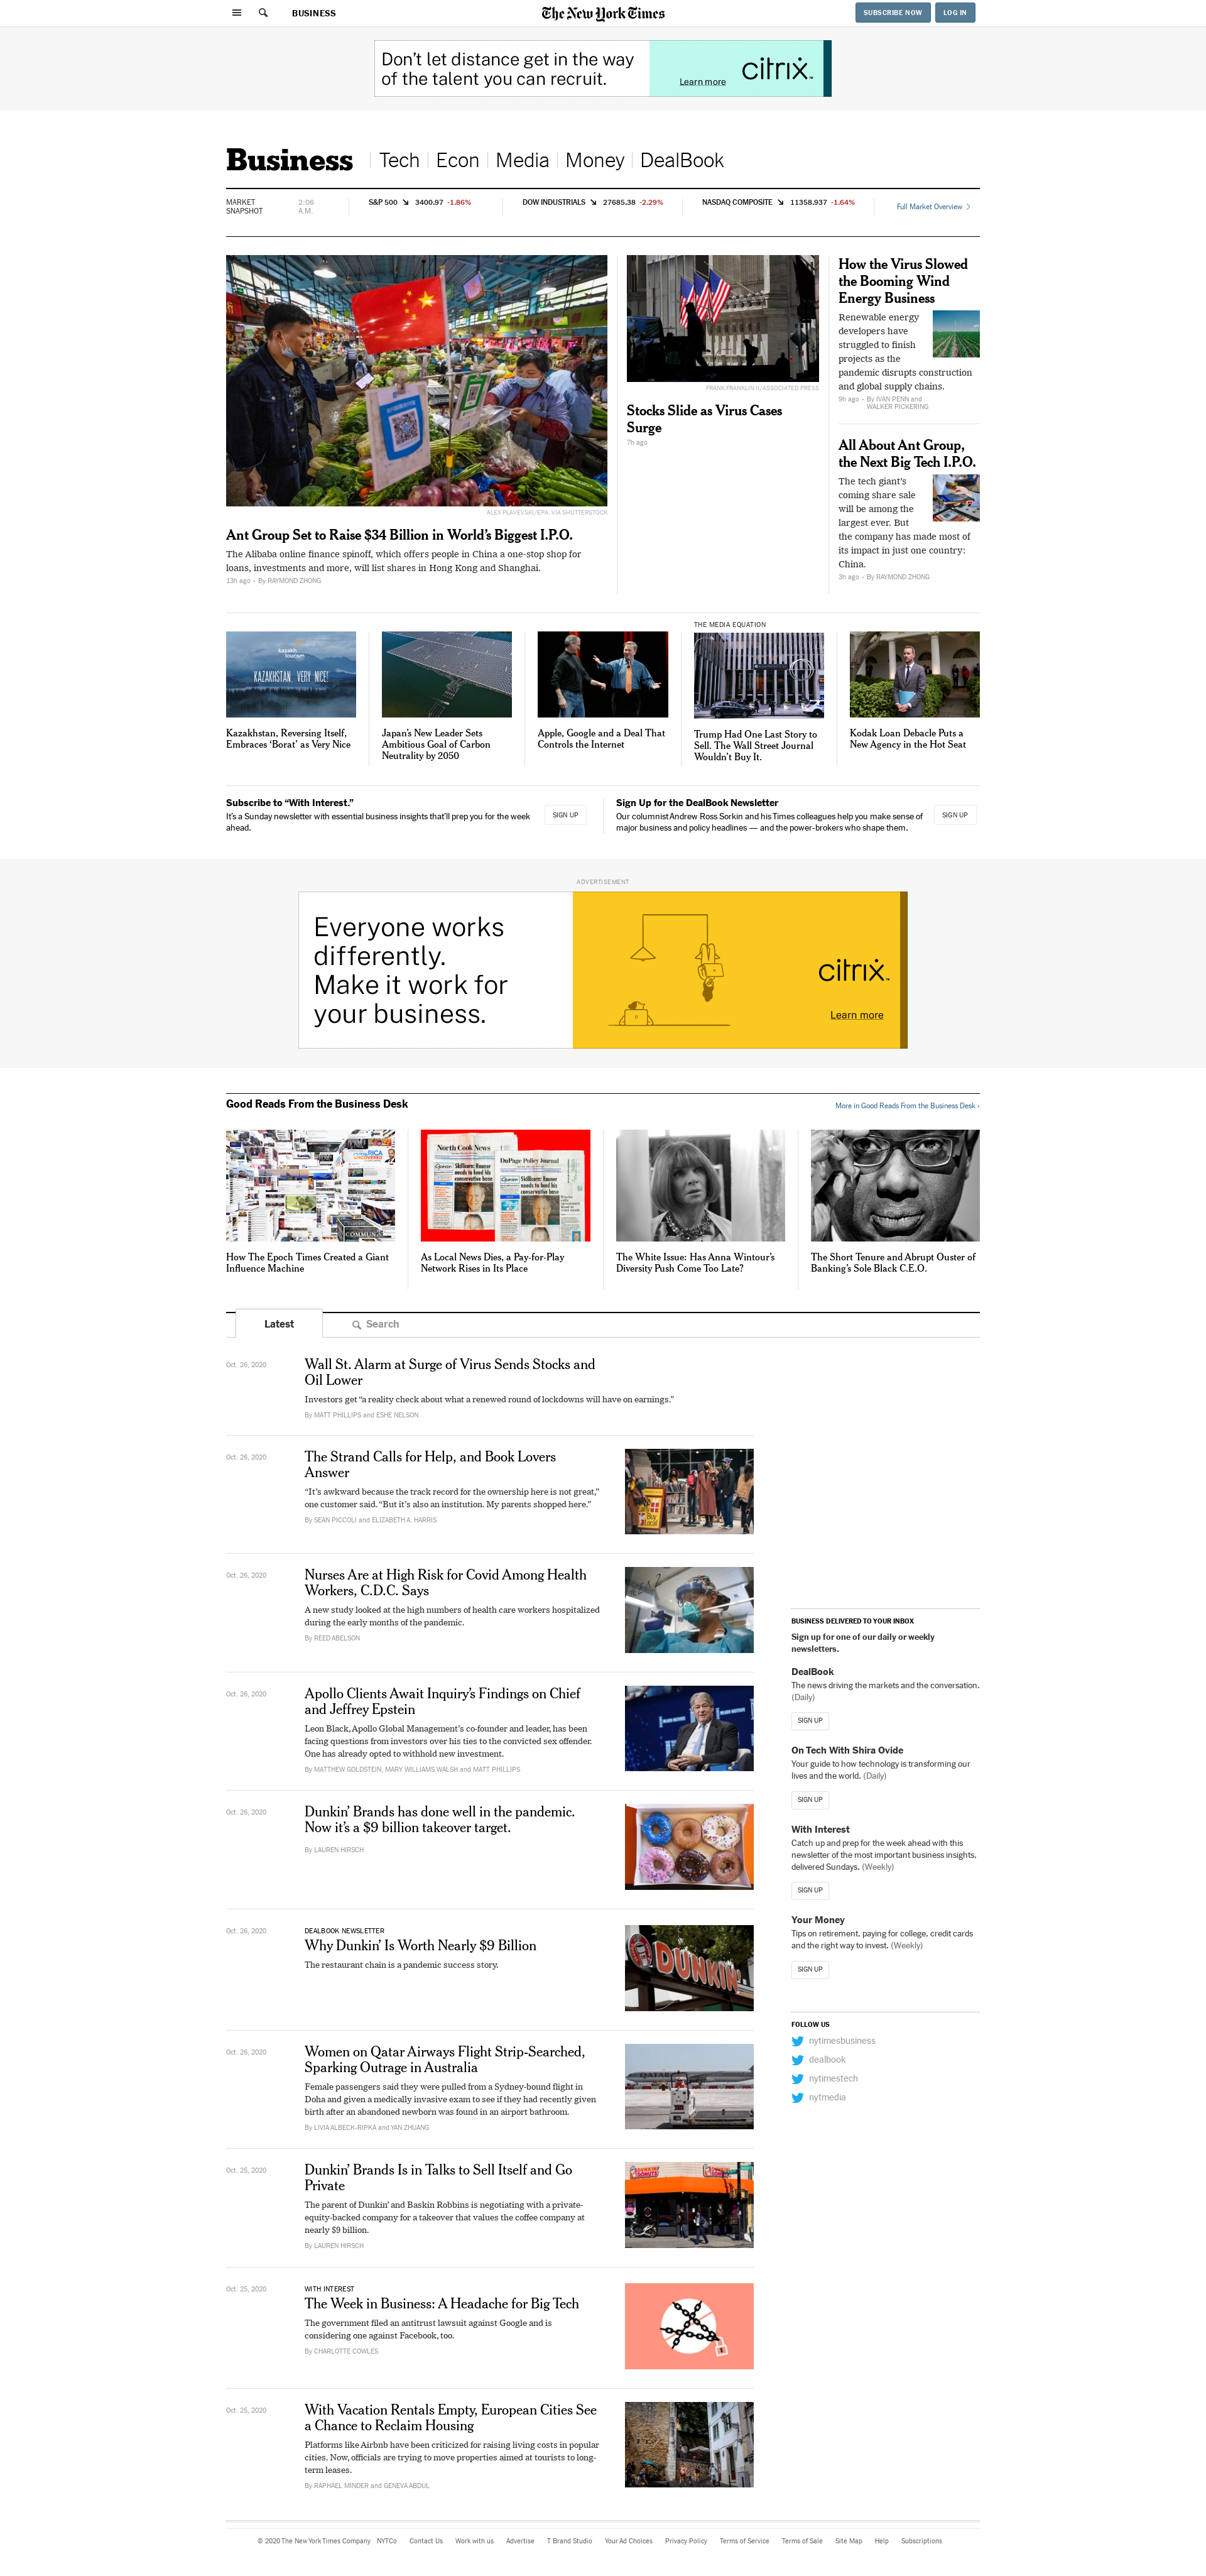 BUSINESS
The New York Times
SUBSCRIBE NOW
LOG IN
Don't let distance get in the way
of the talent you can recruit.
Learn more
citrix
Business
Tech
Econ
Media
Money
DealBook
MARKET
SNAPSHOT
2:06
A.M.
S&P 500 3400.97 -1.86%
DOW INDUSTRIALS 27685.38 -2.29%
NASDAQ COMPOSITE 11358.937 -1.64%
Full Market Overview
ALEX PLAVEVSKI/EPA, VIA SHUTTERSTOCK
Ant Group Set to Raise $34 Billion in World's Biggest I.P.O.
The Alibaba online finance spinoff, which offers people in China a one-stop shop for
loans, investments and more, will list shares in Hong Kong and Shanghai.
13h ago - By RAYMOND ZHONG
FRANK FRANKLIN II/ASSOCIATED PRESS
Stocks Slide as Virus Cases
Surge
7h ago
How the Virus Slowed
the Booming Wind
Energy Business
Renewable energy
developers have
struggled to finish
projects as the
pandemic disrupts construction
and global supply chains.
9h ago - By IVAN PENN and
WALKER PICKERING
All About Ant Group,
the Next Big Tech I.P.O.
The tech giant's
coming share sale
will be among the
largest ever. But
the company has made most of
its impact in just one country:
China.
3h ago - By RAYMOND ZHONG
kazakh
tourism
KAZAKHSTAN. VERY NICE!
Kazakhstan, Reversing Itself,
Embraces 'Borat' as Very Nice
Japan's New Leader Sets
Ambitious Goal of Carbon
Neutrality by 2050
Apple, Google and a Deal That
Controls the Internet
THE MEDIA EQUATION
Trump Had One Last Story to
Sell. The Wall Street Journal
Wouldn't Buy It.
Kodak Loan Debacle Puts a
New Agency in the Hot Seat
Subscribe to “With Interest.”
It's a Sunday newsletter with essential business insights that'll prep you for the week
ahead.
SIGN UP
Sign Up for the DealBook Newsletter
Our columnist Andrew Ross Sorkin and his Times colleagues help you make sense of
major business and policy headlines — and the power-brokers who shape them.
SIGN UP
ADVERTISEMENT
Everyone works
differently.
Make it work for
your business.
citrix
Learn more
Good Reads From the Business Desk
More in Good Reads From the Business Desk ›
How The Epoch Times Created a Giant
Influence Machine
North Cook News
DuPage Policy Journal
As Local News Dies, a Pay-for-Play
Network Rises in Its Place
The White Issue: Has Anna Wintour's
Diversity Push Come Too Late?
The Short Tenure and Abrupt Ouster of
Banking's Sole Black C.E.O.
Latest
Search
Oct. 26, 2020
Wall St. Alarm at Surge of Virus Sends Stocks and
Oil Lower
Investors get “a reality check about what a renewed round of lockdowns will have on earnings.”
By MATT PHILLIPS and ESHE NELSON
Oct. 26, 2020
The Strand Calls for Help, and Book Lovers
Answer
“It's awkward because the track record for the ownership here is not great,”
one customer said. “But it's also an institution. My parents shopped here.”
By SEAN PICCOLI and ELIZABETH A. HARRIS
Buy
Local
Oct. 26, 2020
Nurses Are at High Risk for Covid Among Health
Workers, C.D.C. Says
A new study looked at the high numbers of health care workers hospitalized
during the early months of the pandemic.
By REED ABELSON
Oct. 26, 2020
Apollo Clients Await Inquiry's Findings on Chief
and Jeffrey Epstein
Leon Black, Apollo Global Management's co-founder and leader, has been
facing questions from investors over his ties to the convicted sex offender.
One has already opted to withhold new investment.
By MATTHEW GOLDSTEIN, MARY WILLIAMS WALSH and MATT PHILLIPS
Oct. 26, 2020
Dunkin' Brands has done well in the pandemic.
Now it's a $9 billion takeover target.
By LAUREN HIRSCH
Oct. 26, 2020
DEALBOOK NEWSLETTER
Why Dunkin' Is Worth Nearly $9 Billion
The restaurant chain is a pandemic success story.
DUNKIN'
Oct. 26, 2020
Women on Qatar Airways Flight Strip-Searched,
Sparking Outrage in Australia
Female passengers said they were pulled from a Sydney-bound flight in
Doha and given a medically invasive exam to see if they had recently given
birth after an abandoned newborn was found in an airport bathroom.
By LIVIA ALBECK-RIPKA and YAN ZHUANG
Oct. 25, 2020
Dunkin' Brands Is in Talks to Sell Itself and Go
Private
The parent of Dunkin' and Baskin Robbins is negotiating with a private-
equity-backed company for a takeover that values the coffee company at
nearly $9 billion.
By LAUREN HIRSCH
Oct. 25, 2020
WITH INTEREST
The Week in Business: A Headache for Big Tech
The government filed an antitrust lawsuit against Google and is
considering one against Facebook, too.
By CHARLOTTE COWLES
Oct. 25, 2020
With Vacation Rentals Empty, European Cities See
a Chance to Reclaim Housing
Platforms like Airbnb have been criticized for raising living costs in popular
cities. Now, officials are trying to move properties aimed at tourists to long-
term leases.
By RAPHAEL MINDER and GENEVA ABDUL
BUSINESS DELIVERED TO YOUR INBOX
Sign up for one of our daily or weekly
newsletters.
DealBook
The news driving the markets and the conversation.
(Daily)
SIGN UP
On Tech With Shira Ovide
Your guide to how technology is transforming our
lives and the world. (Daily)
SIGN UP
With Interest
Catch up and prep for the week ahead with this
newsletter of the most important business insights,
delivered Sundays. (Weekly)
SIGN UP
Your Money
Tips on retirement, paying for college, credit cards
and the right way to invest. (Weekly)
SIGN UP
FOLLOW US
nytimesbusiness
dealbook
nytimestech
nytmedia
© 2020 The New York Times Company NYTCo Contact Us Work with us Advertise T Brand Studio Your Ad Choices Privacy Policy Terms of Service Terms of Sale Site Map Help Subscriptions